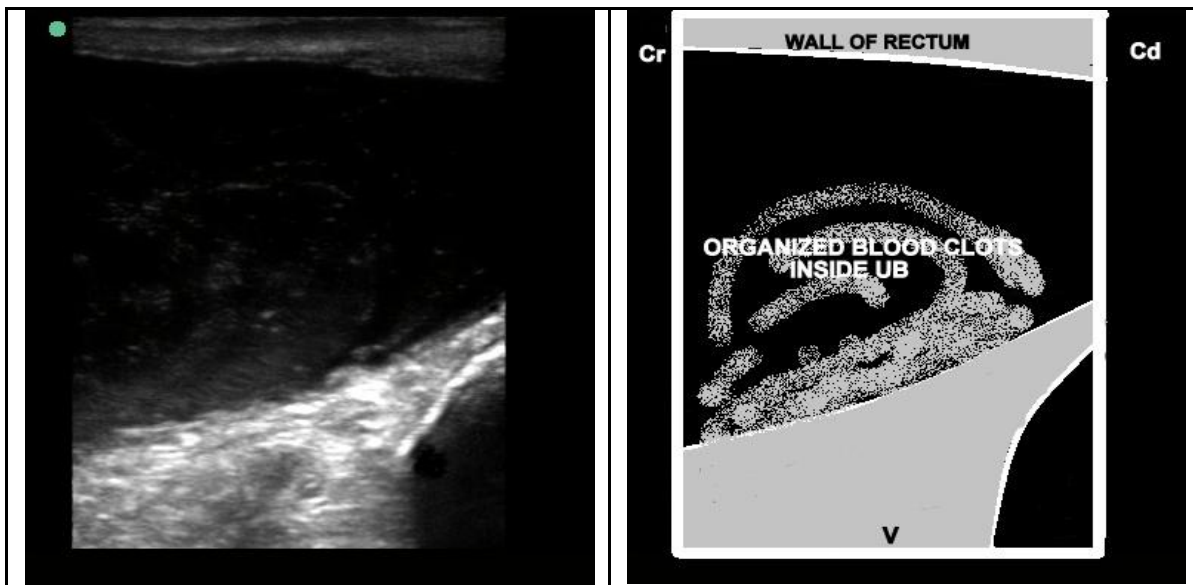 WALL OF RECTUM
Cr
Cd
ORGANIZED BLOOD CLOTS
INSIDE UB
V